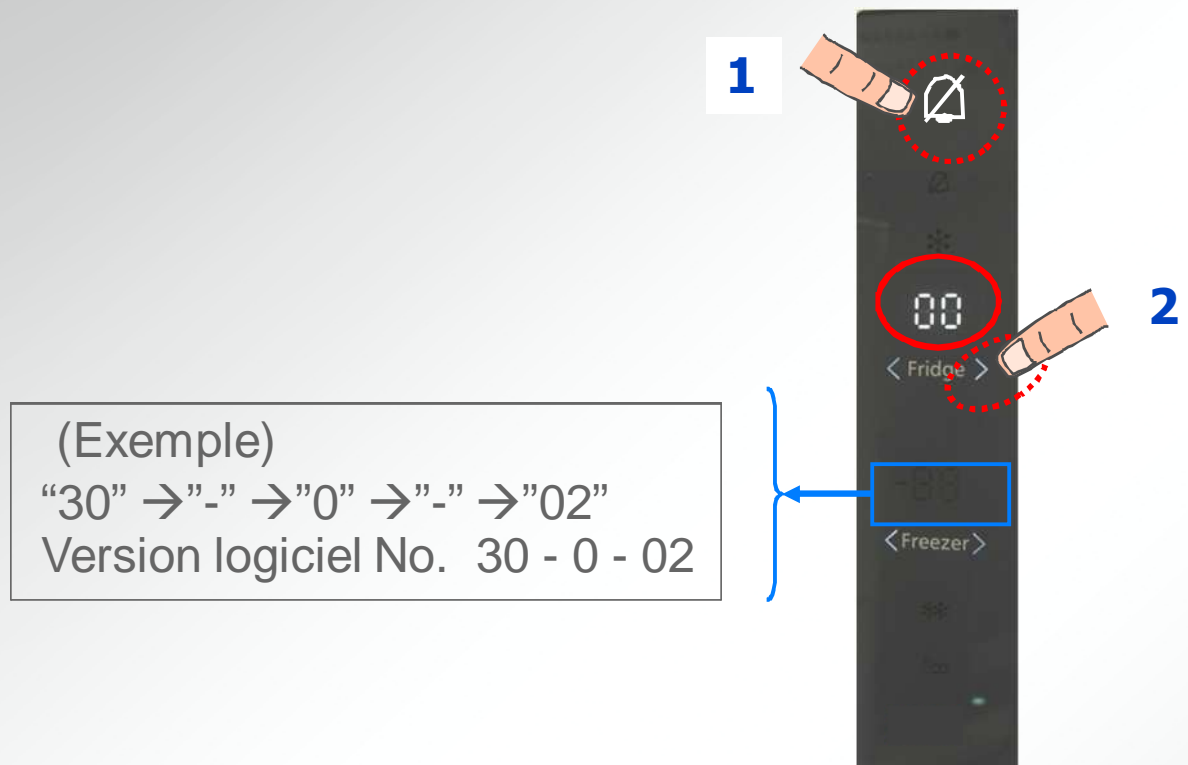 1
00
2
< Fridge >
(Exemple)
“30” →”-” →”0” →”-” →”02”
Version logiciel No. 30 - 0 - 02
<Freezer>